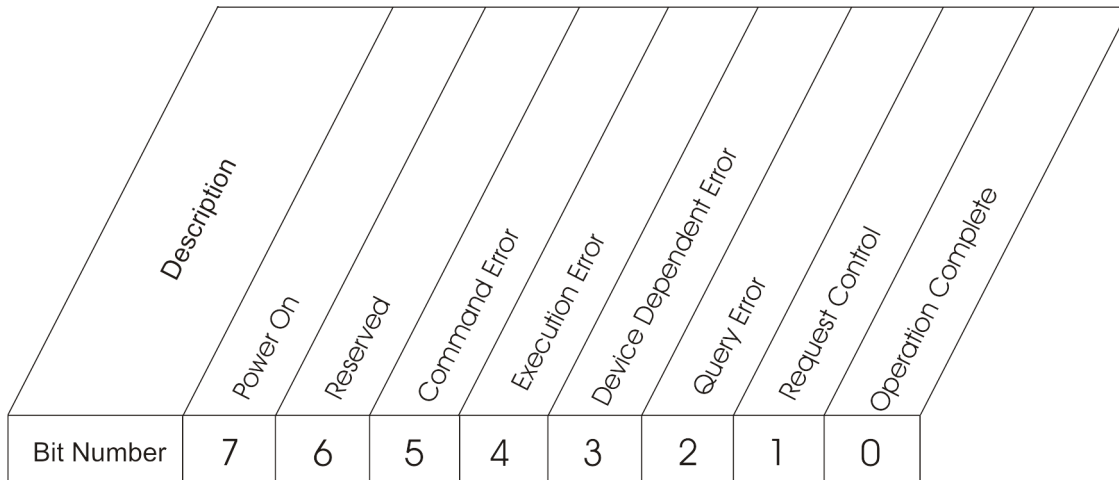 Description
Power On
Reserved
Command Error
Execution Error
Device Dependent Error
Query Error
Request Control
Operation Complete
Bit Number 7 6 5 4 3 2 1 0